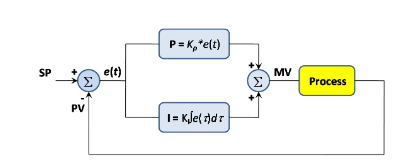 P = Kp*e(t)
SP
+
Σ
e(t)
-
PV
+
Σ
+
MV
Process
I = Ki∫e(τ)dτ